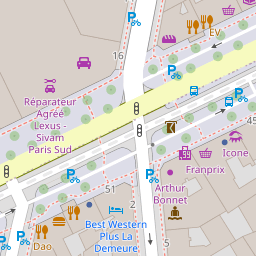 EV
16
Réparateur
Agréé
Lexus -
Sivam
Paris Sud
45
Icone
Franprix
51
Arthur
Bonnet
2
Best Western
Plus La
Demeure
Dao